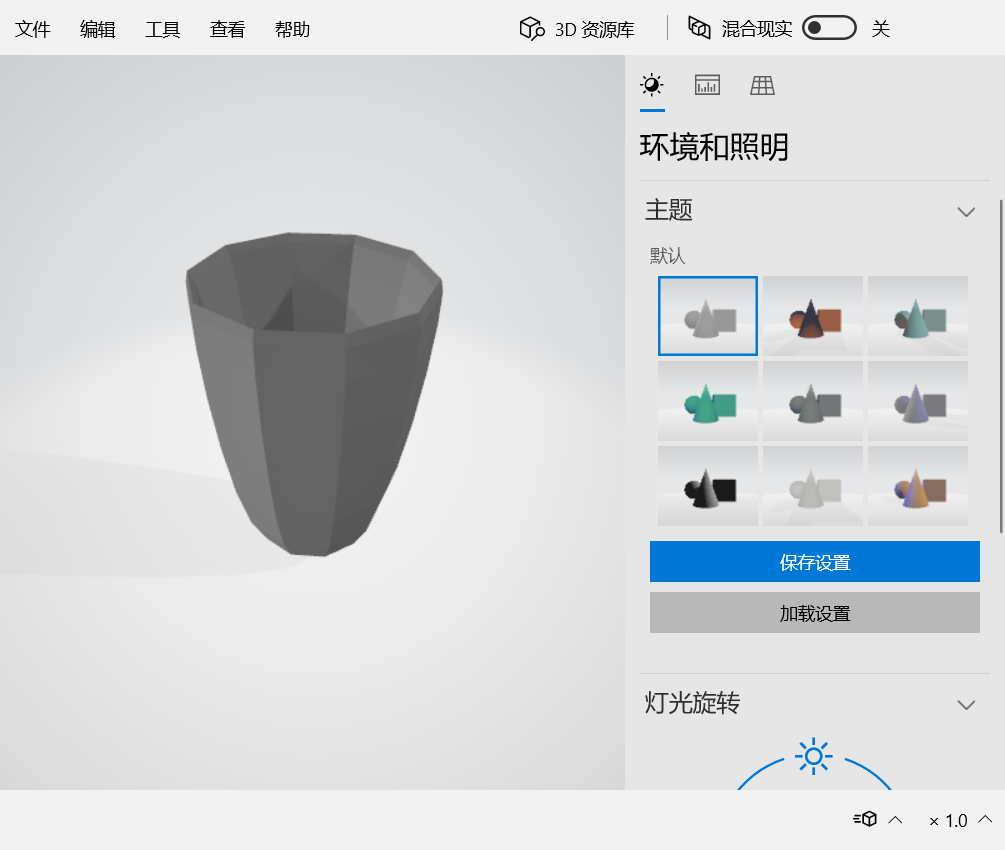 文件 编辑 工具 查看 帮助 3D 资源库 混合现实 关
环境和照明
主题
默认
保存设置
加载设置
灯光旋转
× 1.0